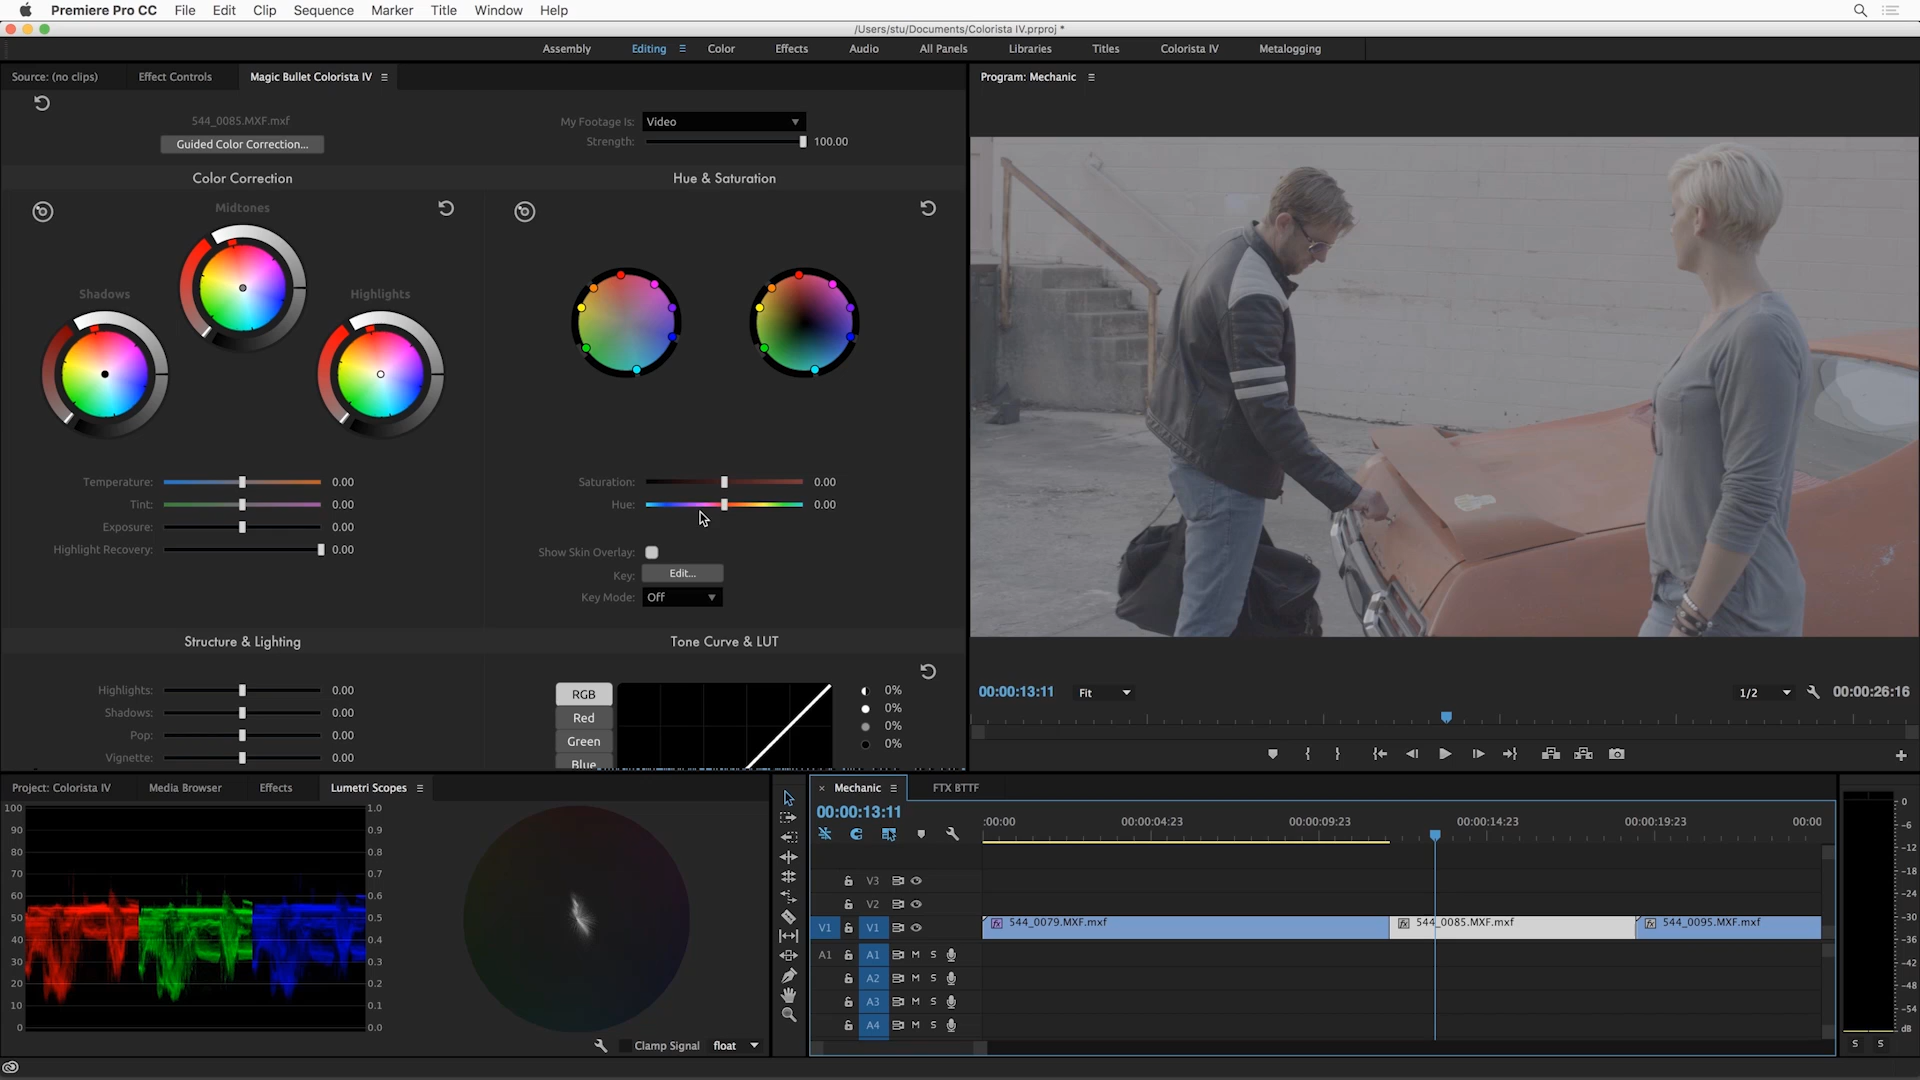 Premiere Pro CC File Edit Clip Sequence Marker Title Window Help
/Users/stu/Documents/Colorista IV.prproj *
Assembly Editing Color Effects Audio All Panels Libraries Titles Colorista IV Metalogging
Source: (no clips) Effect Controls Magic Bullet Colorista IV
544_0085.MXF.mxf
Guided Color Correction...
My Footage Is: Video
Strength: 100.00
Color Correction
Midtones
Shadows
Highlights
Temperature: 0.00
Tint: 0.00
Exposure: 0.00
Highlight Recovery: 0.00
Hue & Saturation
Saturation: 0.00
Hue: 0.00
Show Skin Overlay:
Key: Edit...
Key Mode: Off
Structure & Lighting
Highlights: 0.00
Shadows: 0.00
Pop: 0.00
Vignette: 0.00
Tone Curve & LUT
RGB
Red
Green
Blue
0%
0%
0%
0%
Program: Mechanic
00:00:13:11 Fit 1/2 00:00:26:16
Project: Colorista IV Media Browser Effects Lumetri Scopes
100 1.0
90 0.9
80 0.8
70 0.7
60 0.6
50 0.5
40 0.4
30 0.3
20 0.2
10 0.1
0 0.0
Clamp Signal float
× Mechanic FTX BTTF
00:00:13:11
:00:00 00:00:04:23 00:00:09:23 00:00:14:23 00:00:19:23 00:00
V3
V2
V1 V1 544_0079.MXF.mxf 544_0085.MXF.mxf 544_0095.MXF.mxf
A1 A1 M S
A2 M S
A3 M S
A4 M S
0
-6
-12
-18
-24
-30
-36
-42
-48
-54
dB
S S